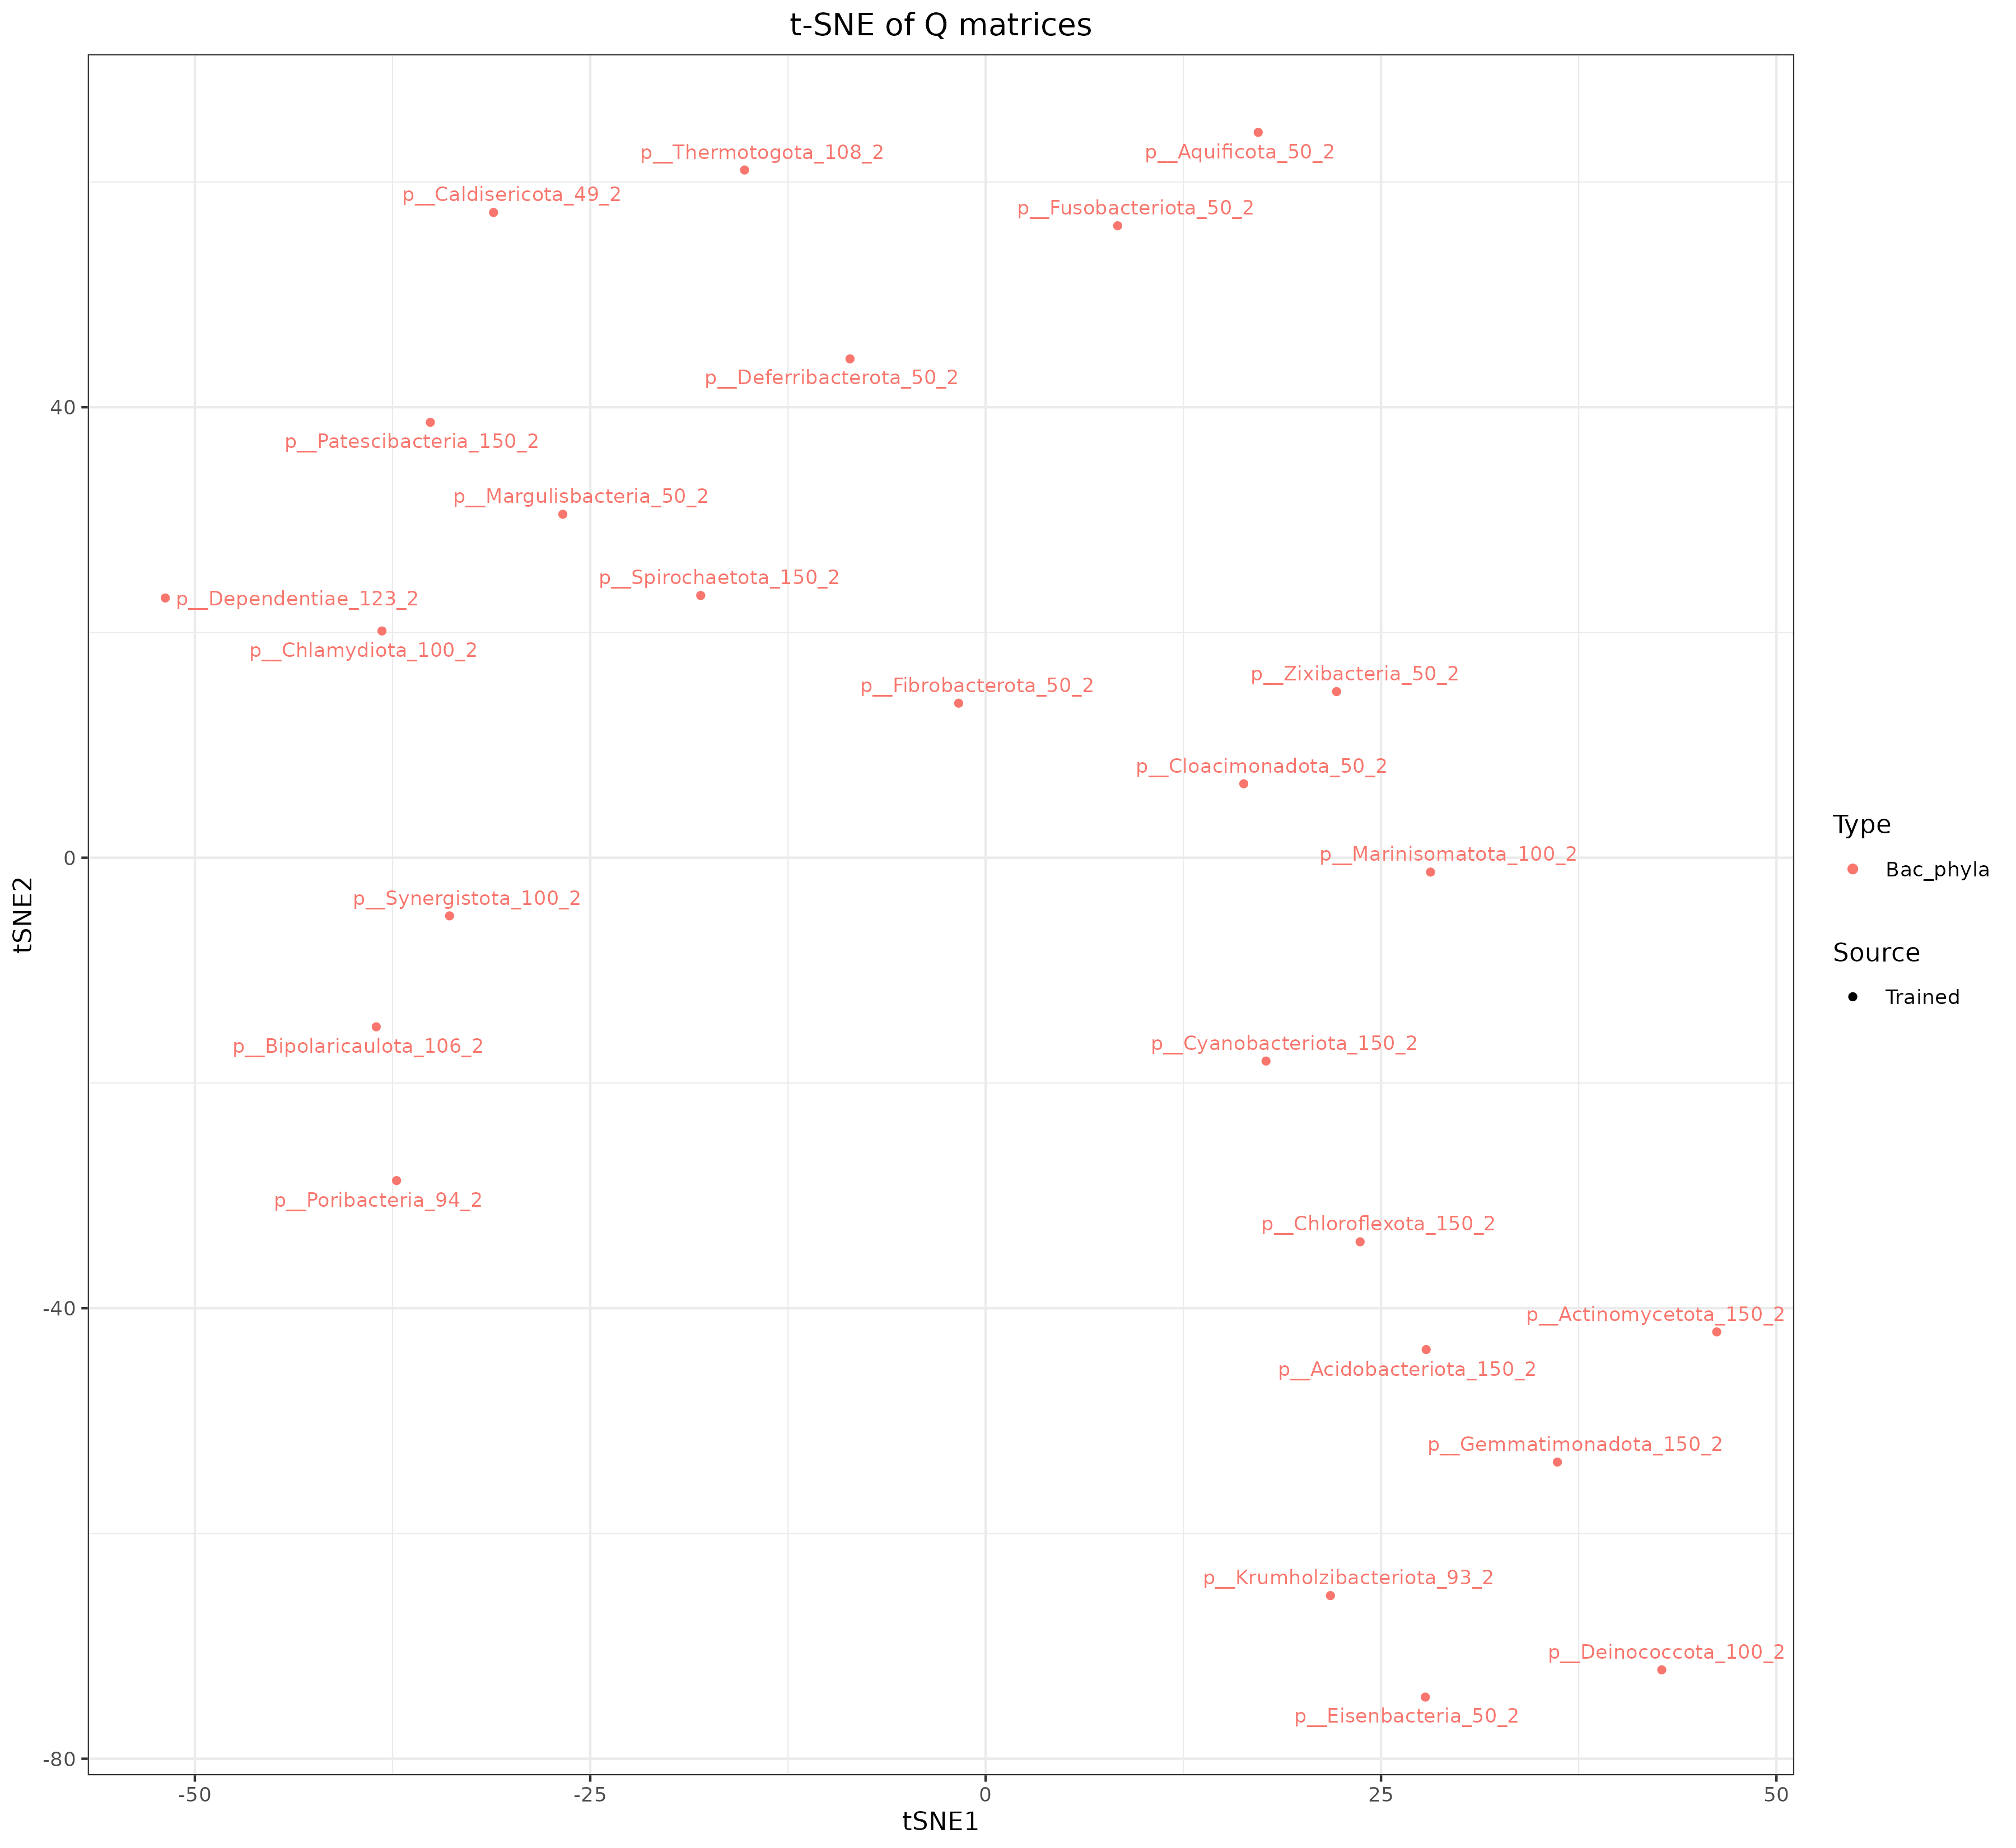 t-SNE of Q matrices
p__Thermotogota_108_2
p__Aquificota_50_2
p__Caldisericota_49_2
p__Fusobacteriota_50_2
p__Deferribacterota_50_2
40
p__Patescibacteria_150_2
p__Margulisbacteria_50_2
p__Spirochaetota_150_2
p__Dependentiae_123_2
p__Chlamydiota_100_2
p__Zixibacteria_50_2
p__Fibrobacterota_50_2
p__Cloacimonadota_50_2
Type
Bac_phyla
0
p__Marinisomatota_100_2
p__Synergistota_100_2
tSNE2
Source
Trained
p__Bipolaricaulota_106_2
p__Cyanobacteriota_150_2
p__Poribacteria_94_2
p__Chloroflexota_150_2
-40
p__Actinomycetota_150_2
p__Acidobacteriota_150_2
p__Gemmatimonadota_150_2
p__Krumholzibacteriota_93_2
p__Deinococcota_100_2
p__Eisenbacteria_50_2
-80
-50 -25 0 25 50
tSNE1